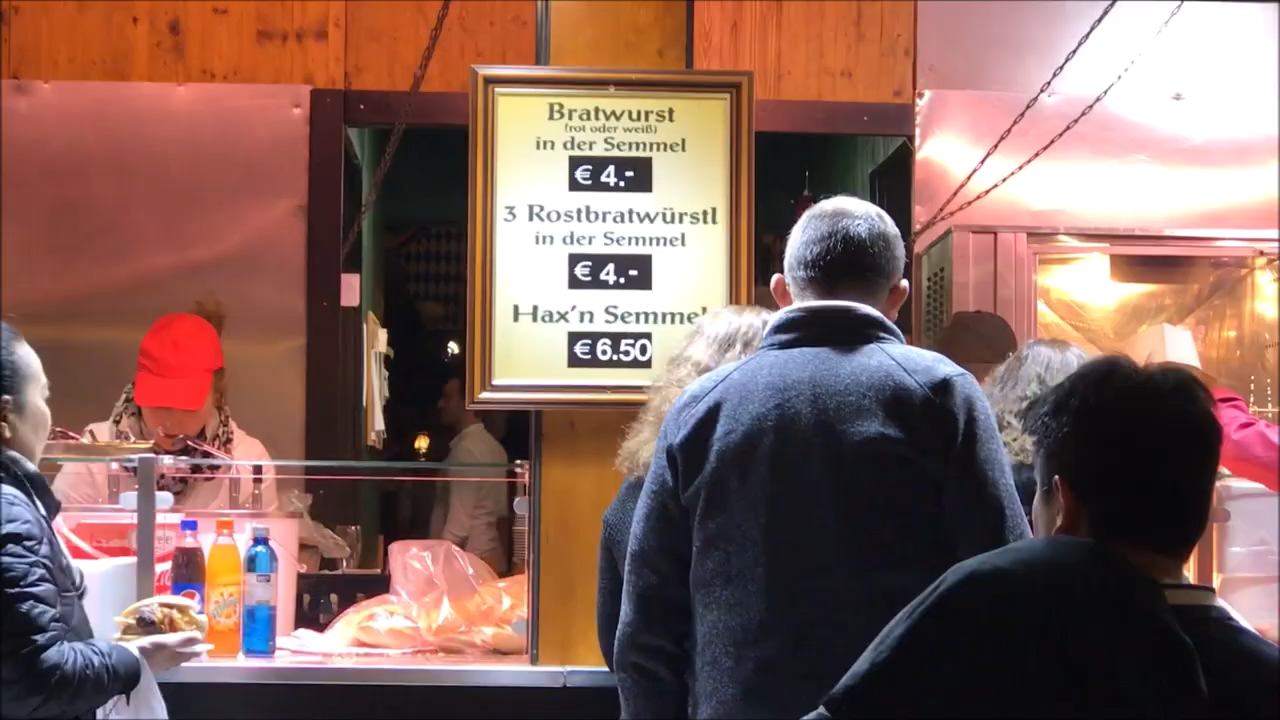 Bratwurst
(rot oder weiß)
in der Semmel
€ 4.-
3 Rostbratwürstl
in der Semmel
€ 4.-
Hax'n Semmel
€ 6.50